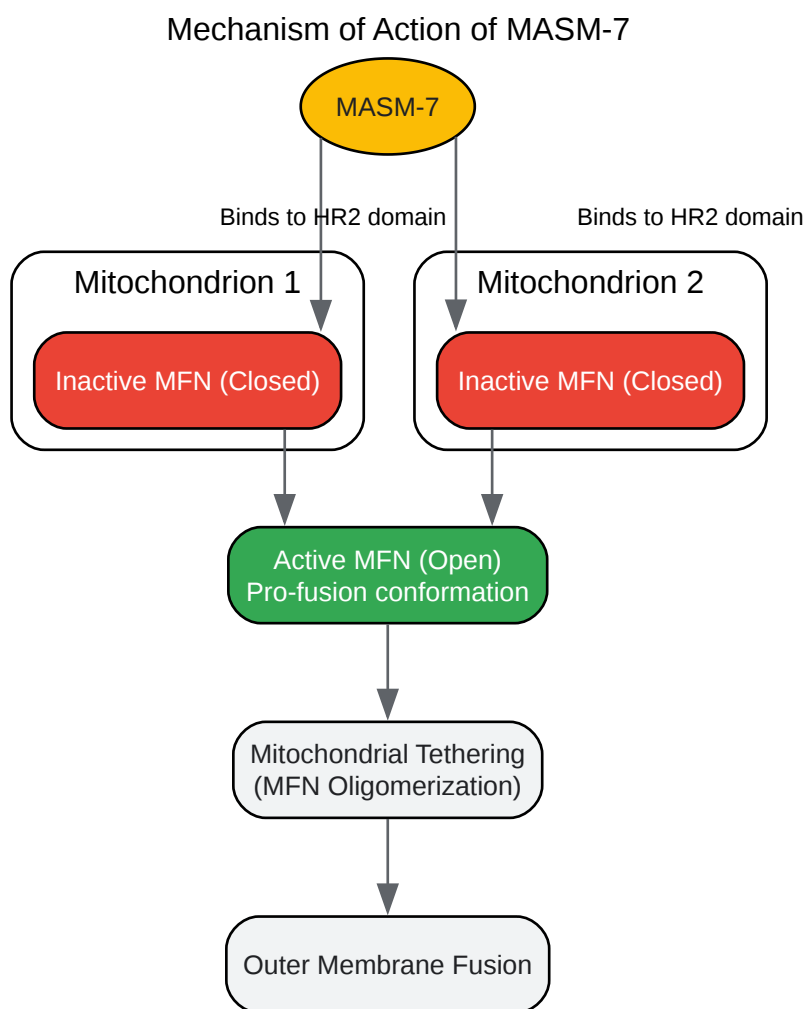 Mechanism of Action of MASM-7
MASM-7
Binds to HR2 domain
Binds to HR2 domain
Mitochondrion 1
Mitochondrion 2
Inactive MFN (Closed)
Inactive MFN (Closed)
Active MFN (Open)
Pro-fusion conformation
Mitochondrial Tethering
(MFN Oligomerization)
Outer Membrane Fusion